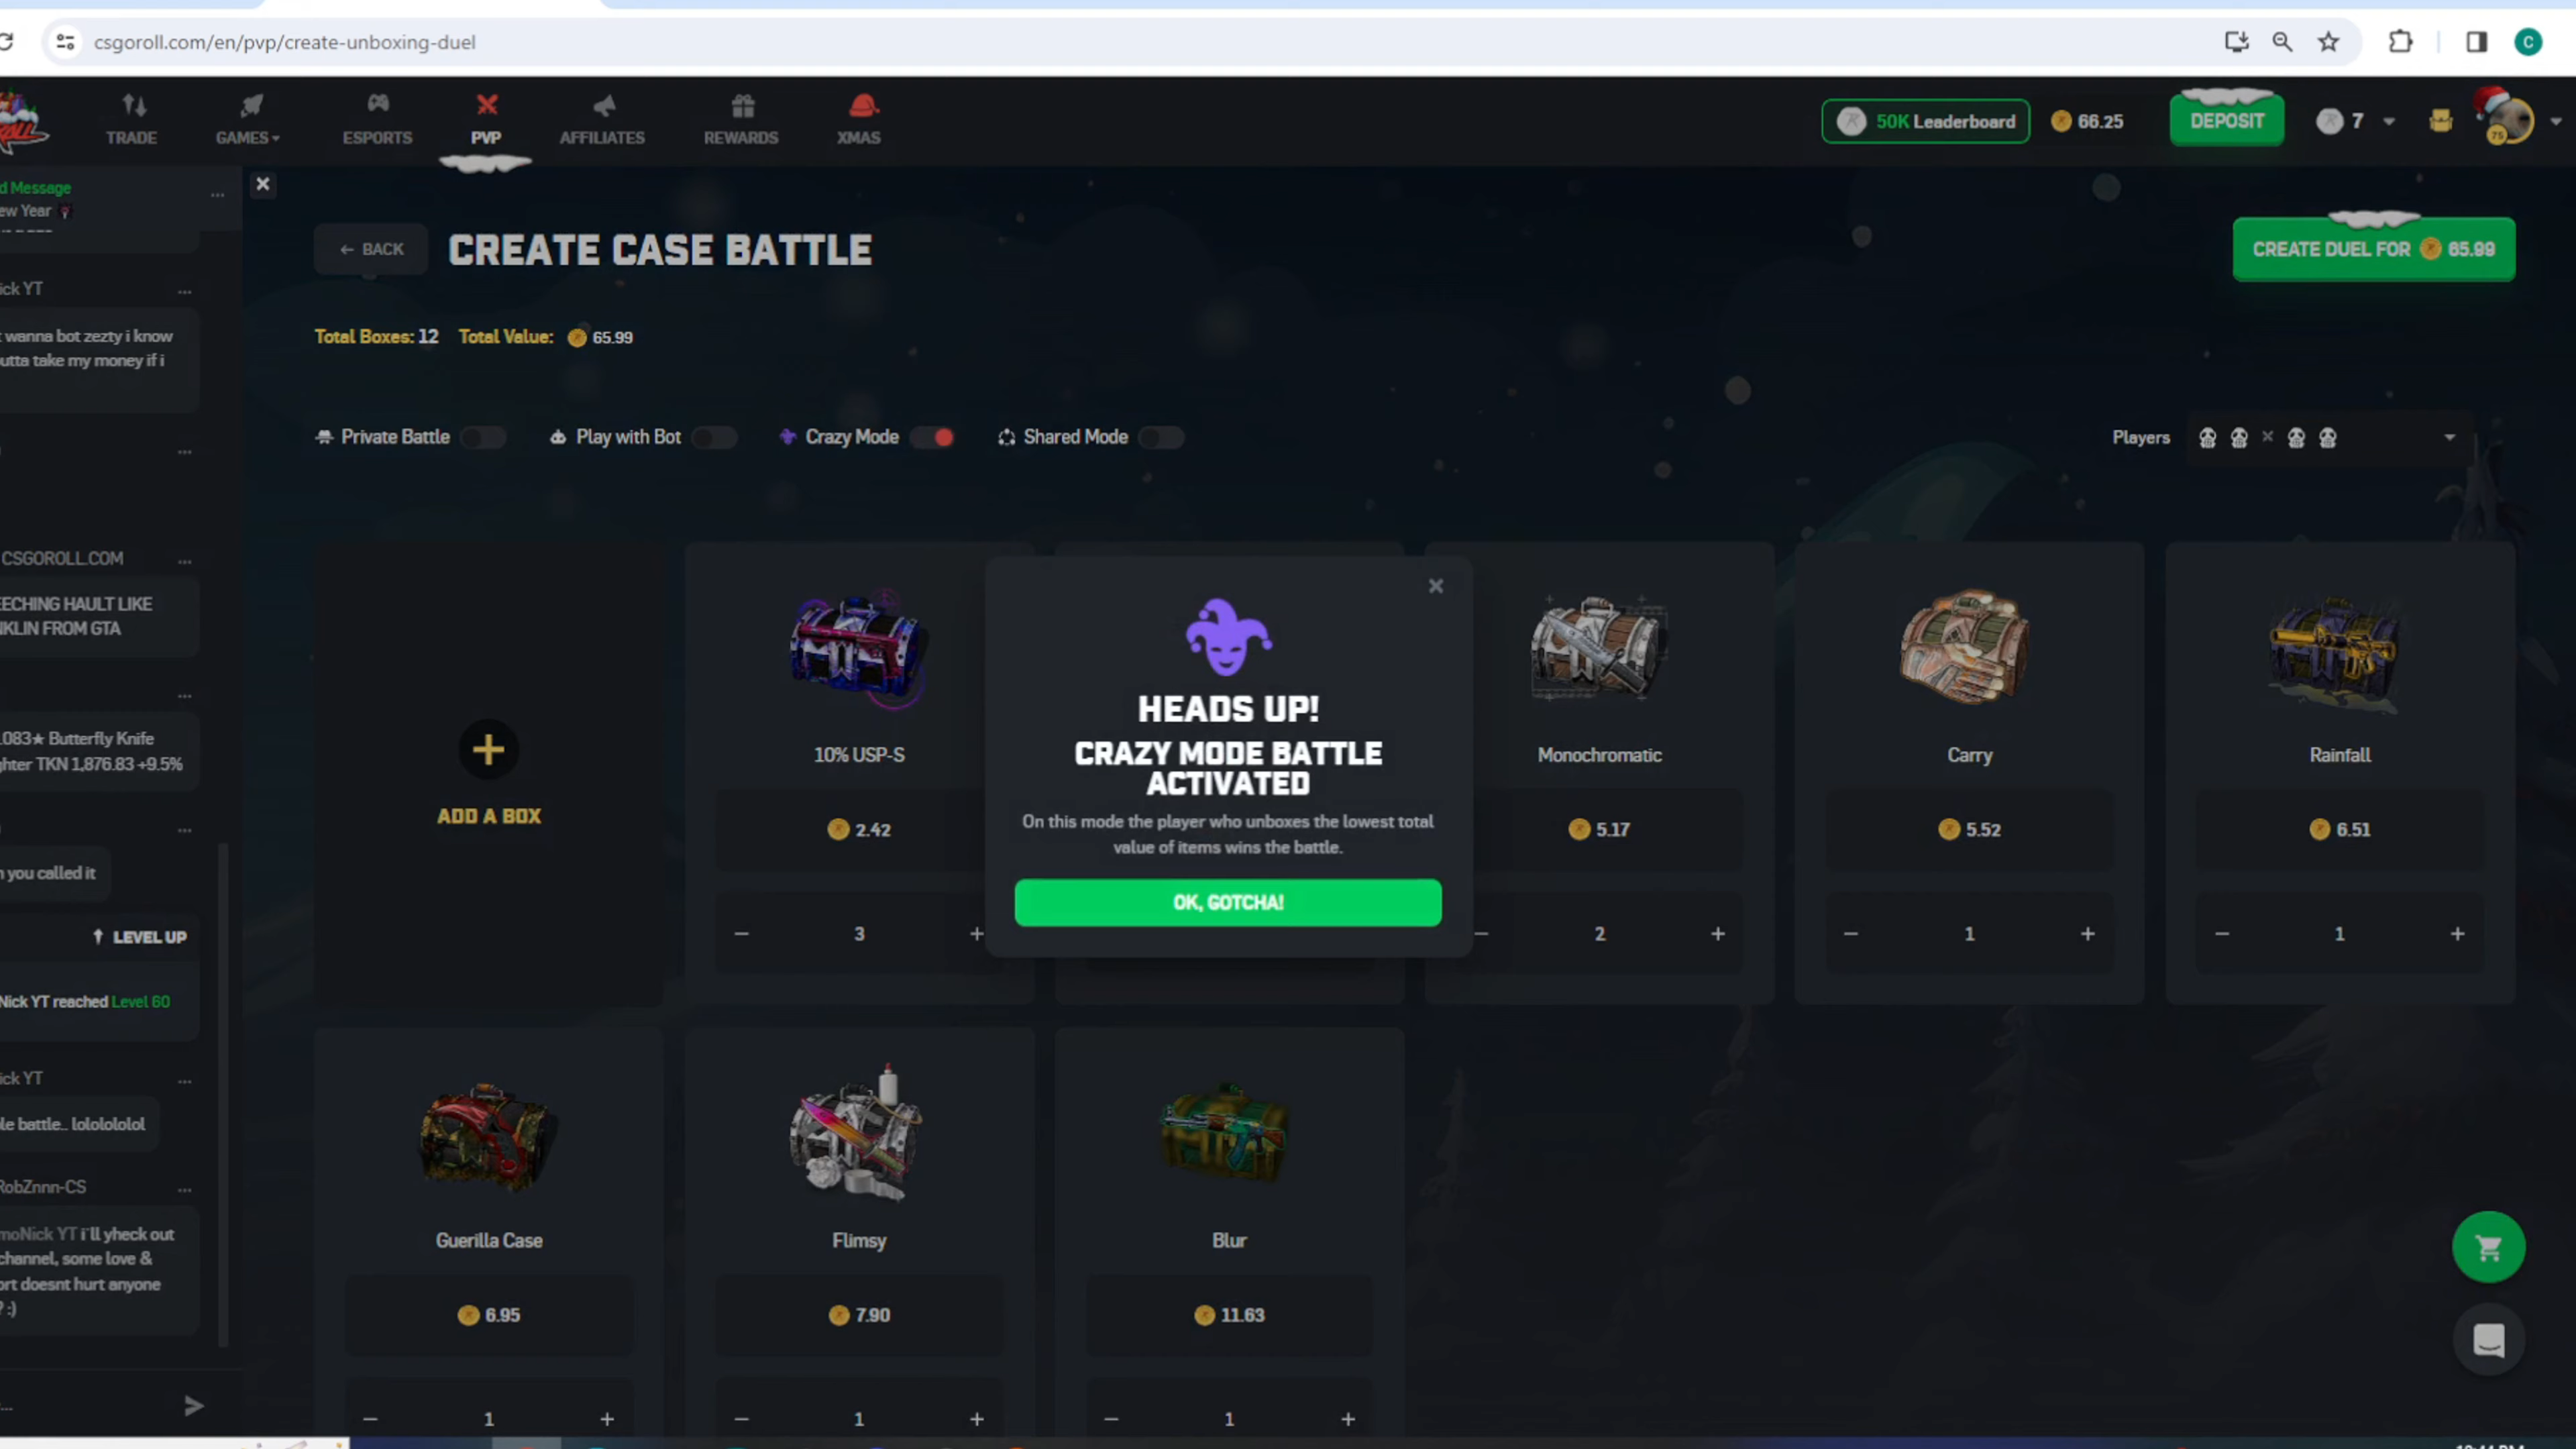 csgoroll.com/en/pvp/create-unboxing-duel
C
TRADE
GAMES
ESPORTS
PVP
AFFILIATES
REWARDS
XMAS
50K Leaderboard
66.25
DEPOSIT
7
75
d Message
ew Year
BACK
CREATE CASE BATTLE
CREATE DUEL FOR 65.99
Total Boxes: 12 Total Value: 65.99
Private Battle
Play with Bot
Crazy Mode
Shared Mode
Players
ick YT
wanna bot zezty i know
utta take my money if i
CSGOROLL.COM
EECHING HAULT LIKE
NKLIN FROM GTA
.083★ Butterfly Knife
ghter TKN 1,876.83 +9.5%
you called it
LEVEL UP
Nick YT reached Level 60
ick YT
le battle.. lolololol
RobZnnn-CS
moNick YT i'll yheck out
channel, some love &
ort doesnt hurt anyone
? :)
ADD A BOX
10% USP-S
2.42
3
HEADS UP!
CRAZY MODE BATTLE
ACTIVATED
On this mode the player who unboxes the lowest total
value of items wins the battle.
OK, GOTCHA!
Monochromatic
5.17
2
Carry
5.52
1
Rainfall
6.51
1
Guerilla Case
6.95
1
Flimsy
7.90
1
Blur
11.63
1